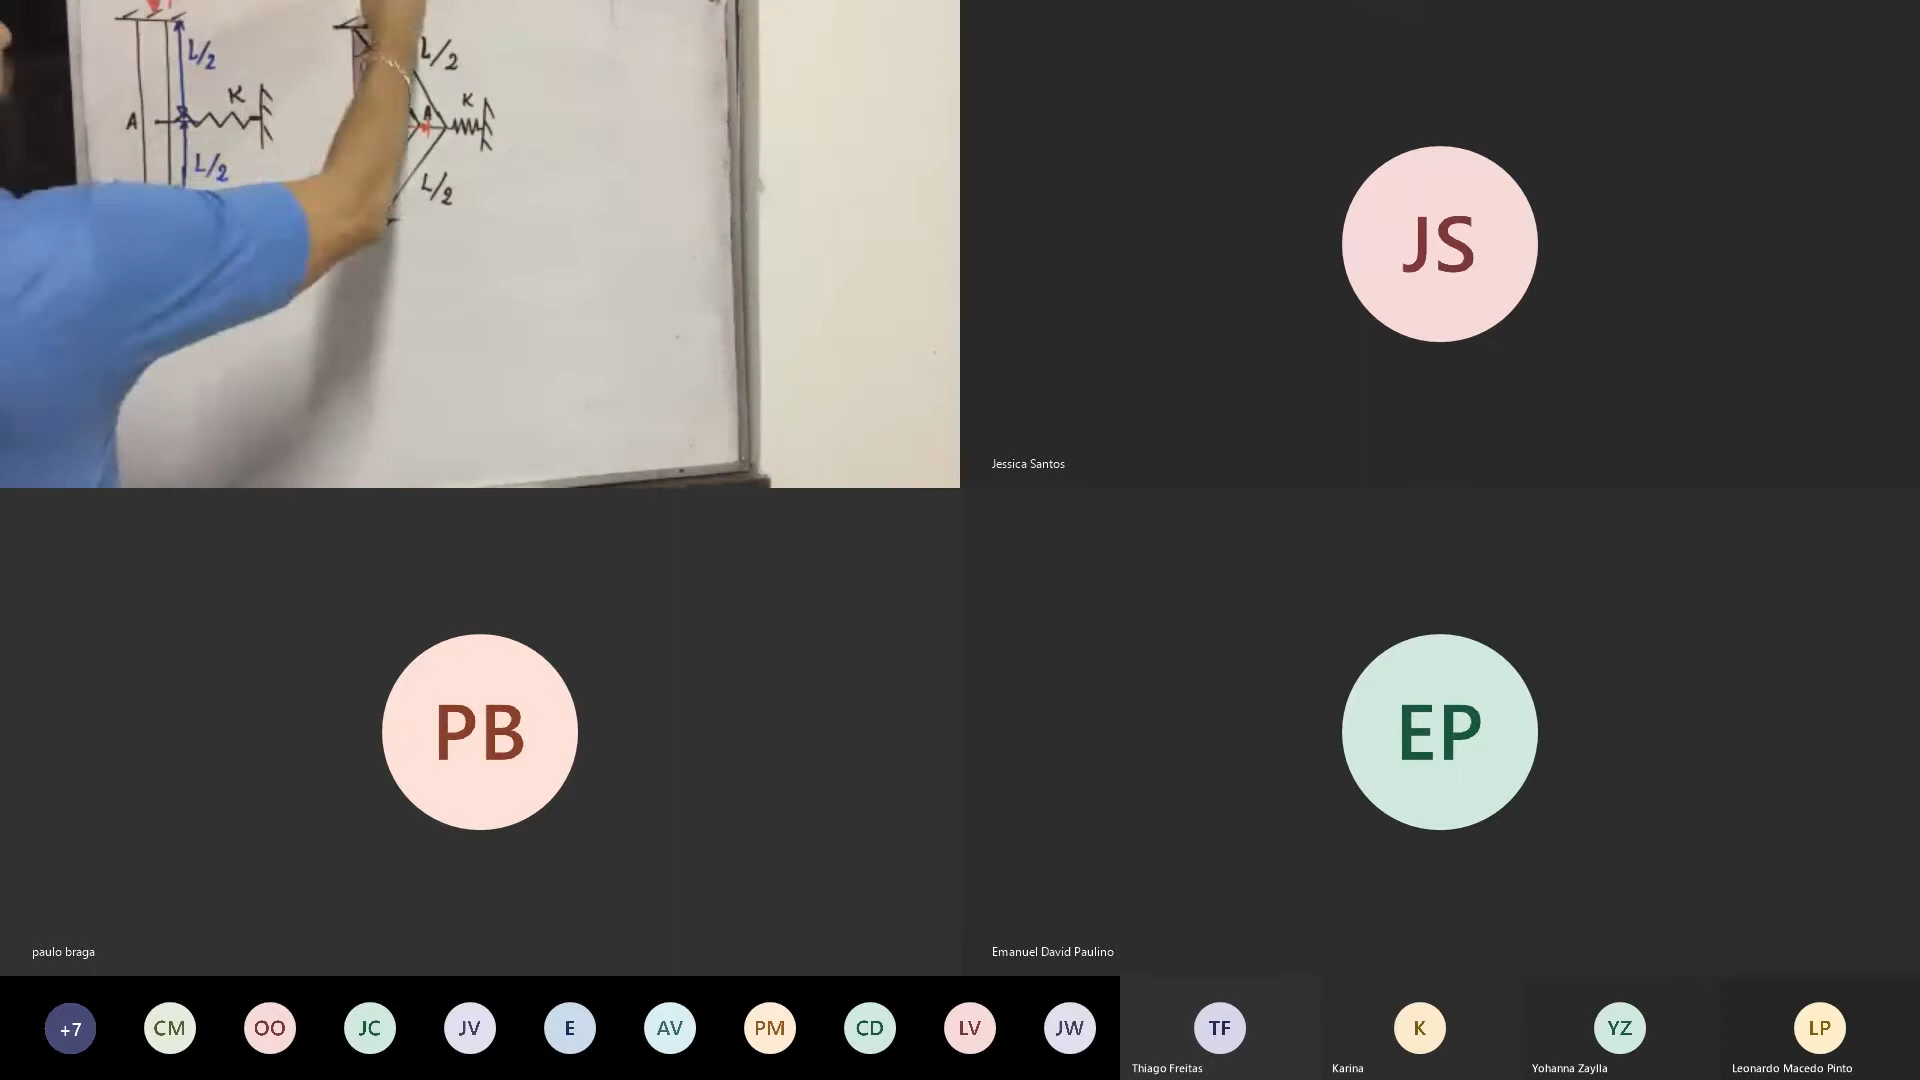 L/2
K
A
L/2
L/2
A
K
L/2
JS
Jessica Santos
PB
paulo braga
EP
Emanuel David Paulino
+7
CM
OO
JC
JV
E
AV
PM
CD
LV
JW
TF
Thiago Freitas
K
Karina
YZ
Yohanna Zaylla
LP
Leonardo Macedo Pinto